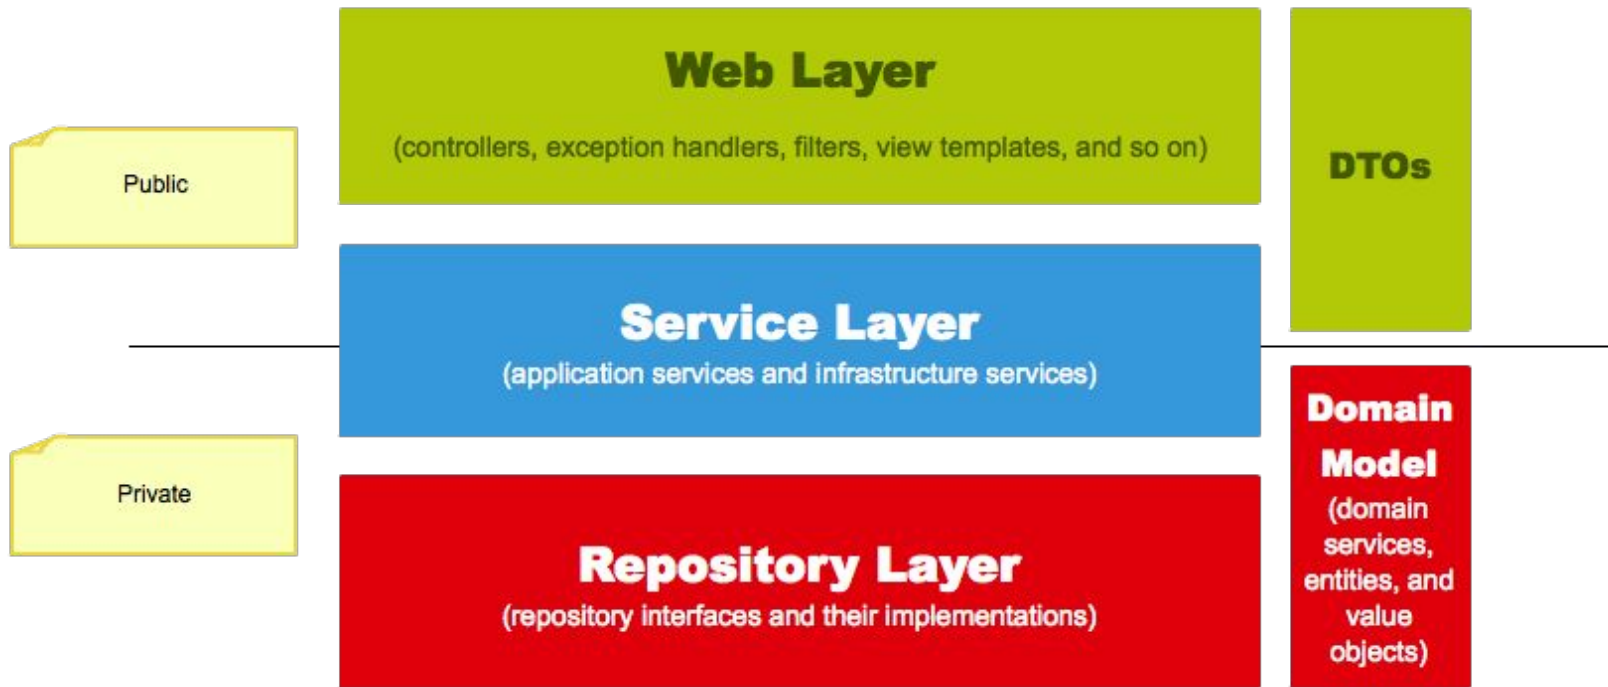 Web Layer
(controllers, exception handlers, filters, view templates, and so on)
DTOs
Public
Service Layer
(application services and infrastructure services)
Private
Repository Layer
(repository interfaces and their implementations)
Domain
Model
(domain
services,
entities, and
value
objects)